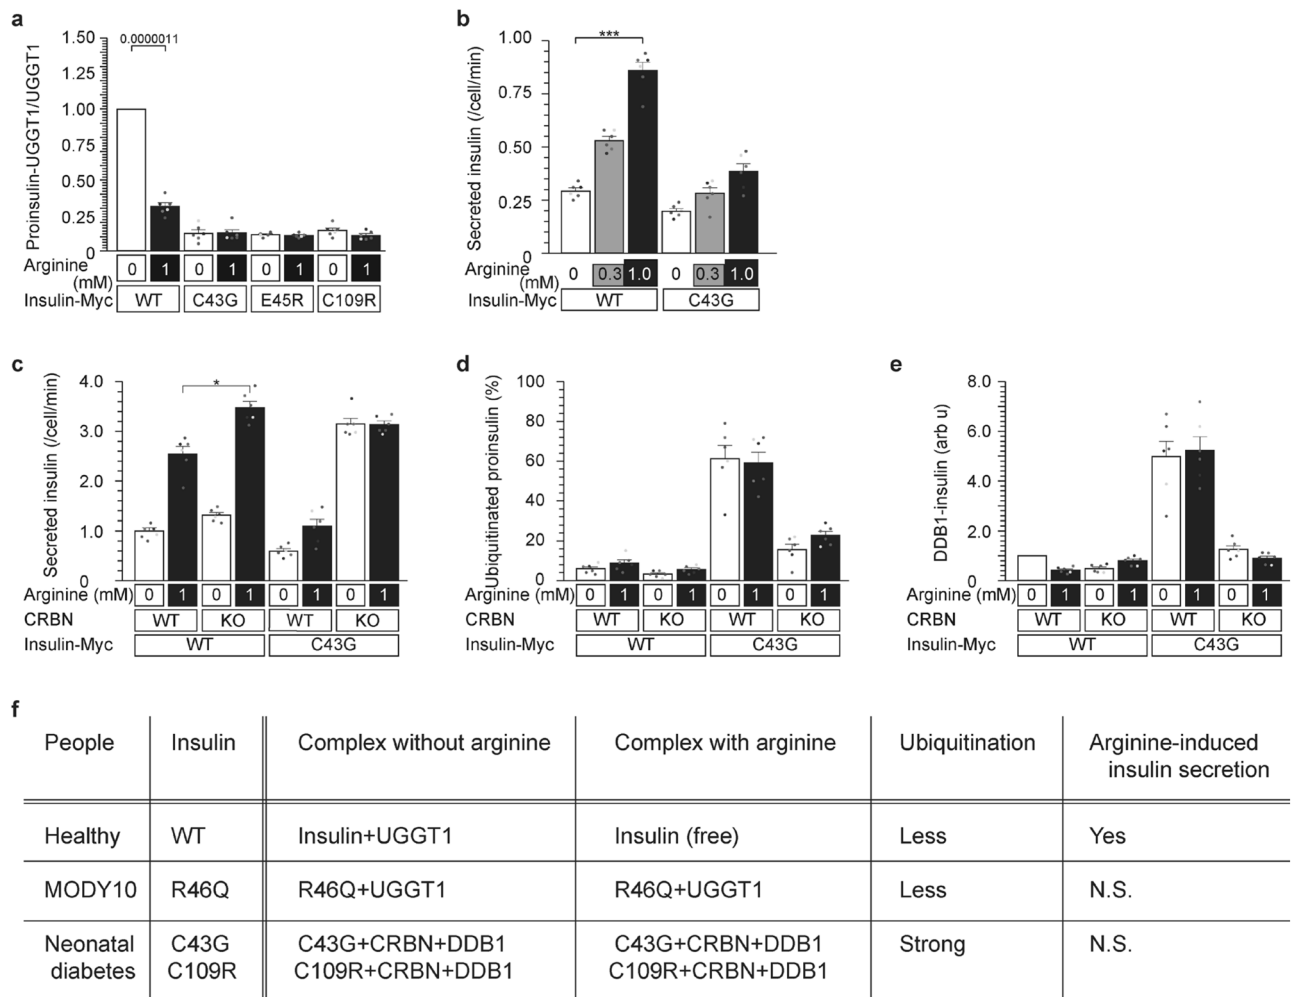 a
Proinsulin-UGGT1/UGGT1
1.50
1.25
1.00
0.75
0.50
0.25
0
0.0000011
Arginine (mM) 0 1 0 1 0 1 0 1
Insulin-Myc WT C43G E45R C109R
b
Secreted insulin (/cell/min)
1.00
0.75
0.50
0.25
0
***
Arginine (mM) 0 0.3 1.0 0 0.3 1.0
Insulin-Myc WT C43G
c
Secreted insulin (/cell/min)
4.0
3.0
2.0
1.0
0
*
Arginine (mM) 0 1 0 1 0 1 0 1
CRBN WT KO WT KO
Insulin-Myc WT C43G
d
Ubiquitinated proinsulin (%)
100
80
60
40
20
0
Arginine (mM) 0 1 0 1 0 1 0 1
CRBN WT KO WT KO
Insulin-Myc WT C43G
e
DDB1-insulin (arb u)
8.0
6.0
4.0
2.0
0
Arginine (mM) 0 1 0 1 0 1 0 1
CRBN WT KO WT KO
Insulin-Myc WT C43G
f
People Insulin Complex without arginine Complex with arginine Ubiquitination Arginine-induced
insulin secretion
Healthy WT Insulin+UGGT1 Insulin (free) Less Yes
MODY10 R46Q R46Q+UGGT1 R46Q+UGGT1 Less N.S.
Neonatal C43G C43G+CRBN+DDB1 C43G+CRBN+DDB1 Strong N.S.
diabetes C109R C109R+CRBN+DDB1 C109R+CRBN+DDB1